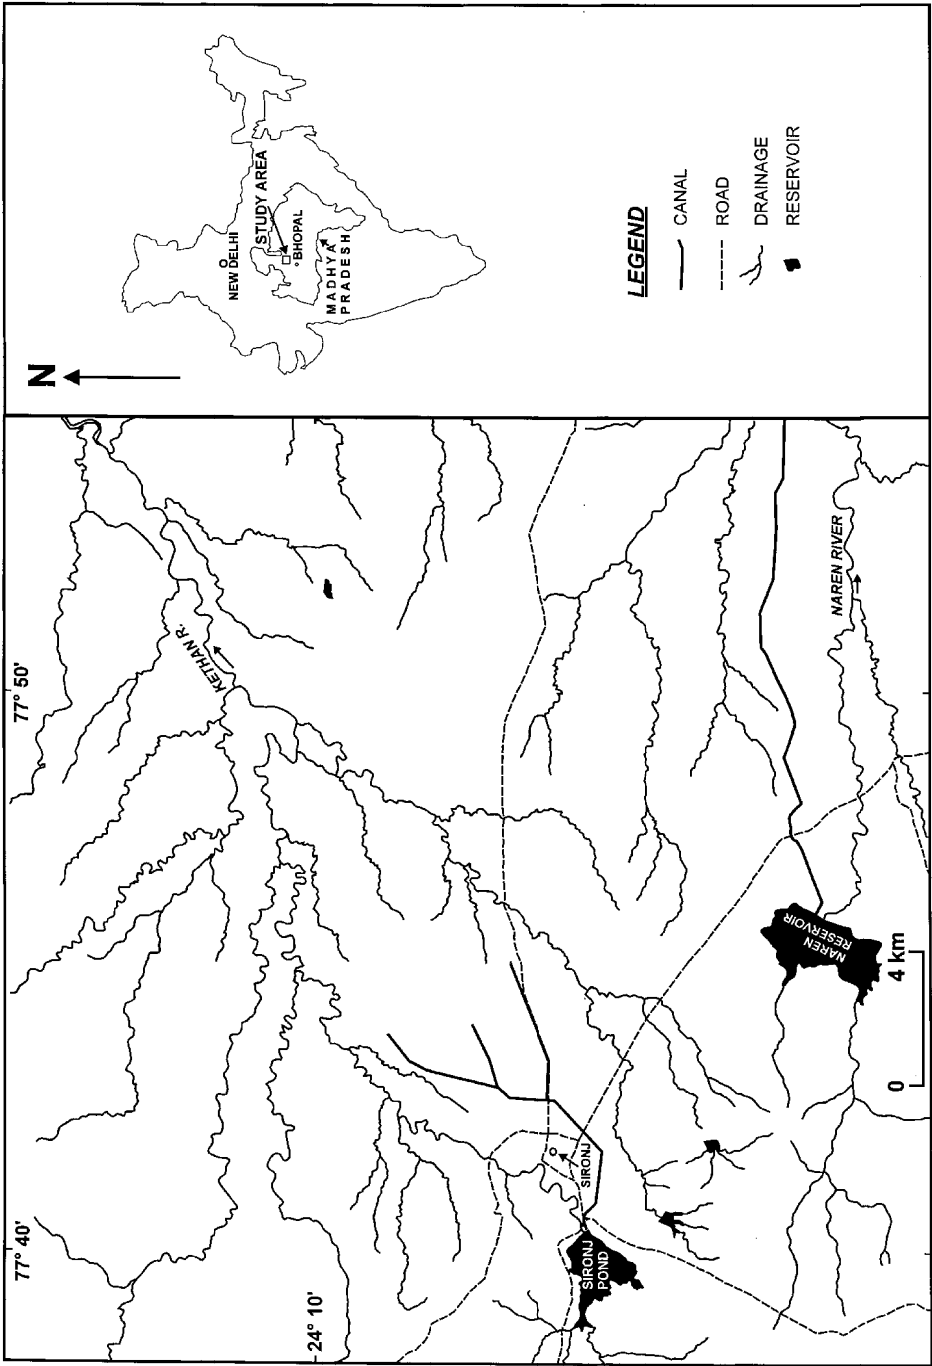 N
NEW DELHI
STUDY AREA
BHOPAL
MADHYA
PRADESH
LEGEND
CANAL
ROAD
DRAINAGE
RESERVOIR
77° 50'
77° 40'
24° 10'
KETHAN R.
NAREN RIVER
NAREN
RESERVOIR
SIRONJ
SIRONJ
POND
0 4 km